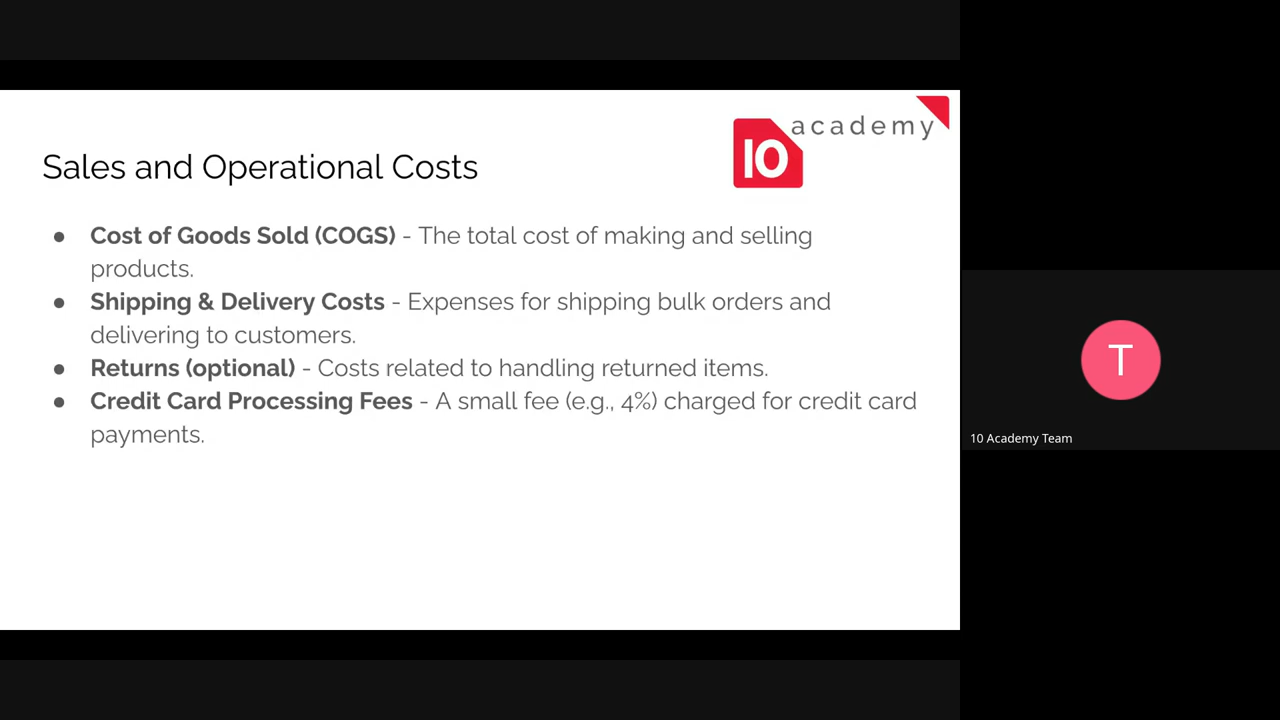 10 academy
Sales and Operational Costs
● Cost of Goods Sold (COGS) - The total cost of making and selling
products.
● Shipping & Delivery Costs - Expenses for shipping bulk orders and
delivering to customers.
● Returns (optional) - Costs related to handling returned items.
● Credit Card Processing Fees - A small fee (e.g., 4%) charged for credit card
payments.
T
10 Academy Team